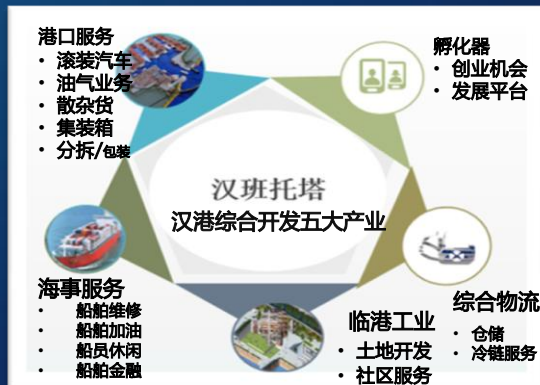 港口服务
• 滚装汽车
• 油气业务
• 散杂货
• 集装箱
• 分拆/包装
孵化器
• 创业机会
• 发展平台
汉班托塔
汉港综合开发五大产业
海事服务
• 船舶维修
• 船舶加油
• 船员休闲
• 船舶金融
临港工业
• 土地开发
• 社区服务
综合物流
• 仓储
• 冷链服务